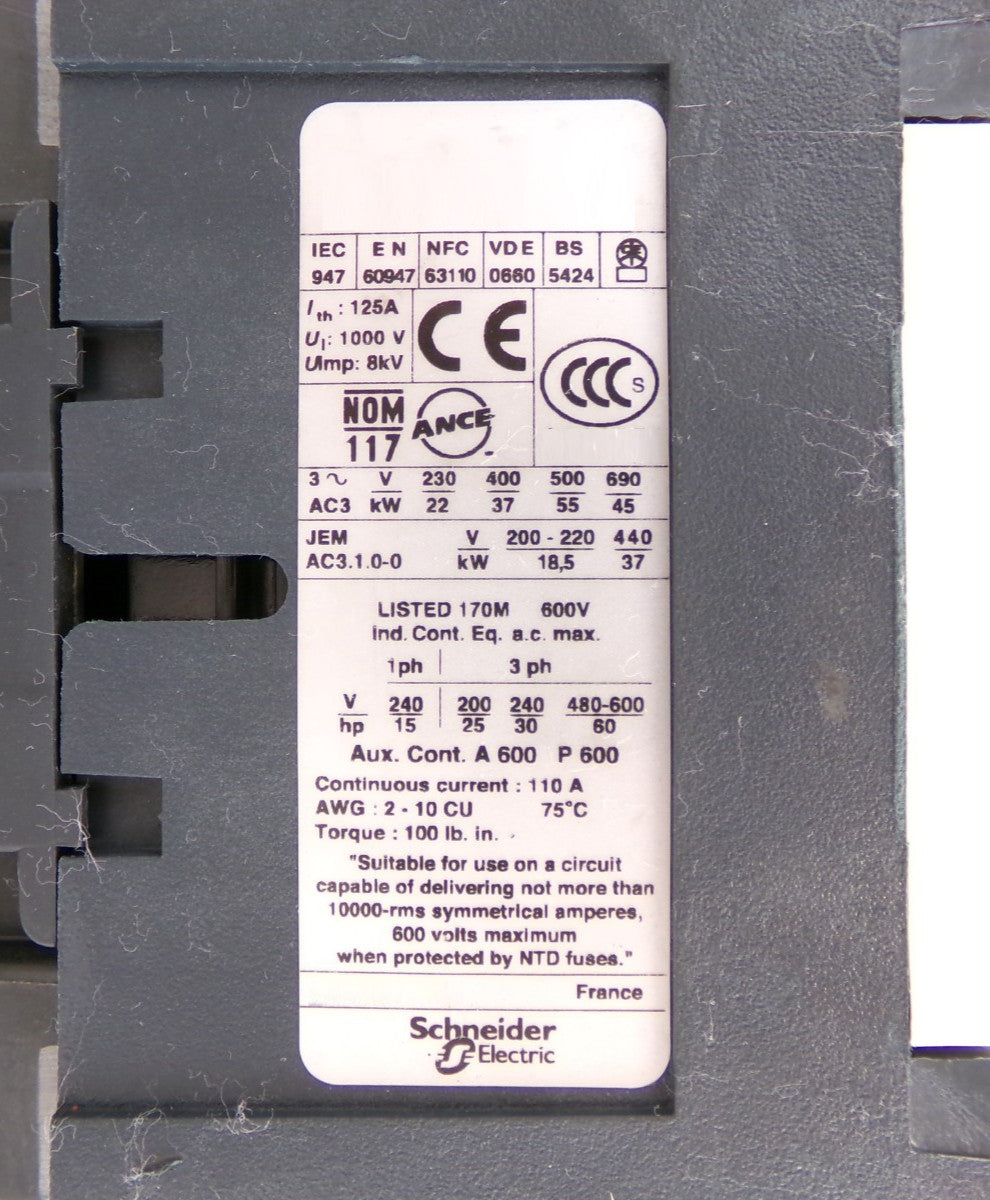 IEC EN NFC VDE BS
947 60947 63110 0660 5424
Ith : 125A
Ui: 1000 V
UImp: 8kV
CE
CCC S
NOM
117
ANCE
3 ∿ V 230 400 500 690
AC3 kW 22 37 55 45
JEM V 200 - 220 440
AC3.1.0-0 kW 18,5 37
LISTED 170M 600V
Ind. Cont. Eq. a.c. max.
1ph 3 ph
V 240 200 240 480-600
hp 15 25 30 60
Aux. Cont. A 600 P 600
Continuous current : 110 A
AWG : 2 - 10 CU 75°C
Torque : 100 lb. in.
"Suitable for use on a circuit
capable of delivering not more than
10000-rms symmetrical amperes,
600 volts maximum
when protected by NTD fuses."
France
Schneider
Electric